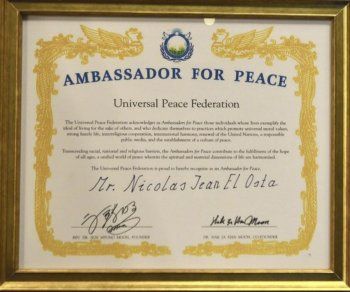 AMBASSADOR FOR PEACE
Universal Peace Federation
The Universal Peace Federation acknowledges as Ambassadors for Peace those individuals whose lives exemplify the
ideal of living for the sake of others, and who dedicate themselves to practices which promote universal moral values,
strong family life, interreligious cooperation, international harmony, renewal of the United Nations, a responsible
public media, and the establishment of a culture of peace.
Transcending racial, national and religious barriers, the Ambassadors for Peace contribute to the fulfillment of the hope
of all ages, a unified world of peace wherein the spiritual and material dimensions of life are harmonized.
The Universal Peace Federation is proud to hereby recognize as an Ambassador for Peace,
Mr. Nicolas Jean El Osta
Hak Ja Han Moon
REV. DR. SUN MYUNG MOON, FOUNDER
DR. HAK JA HAN MOON, CO-FOUNDER